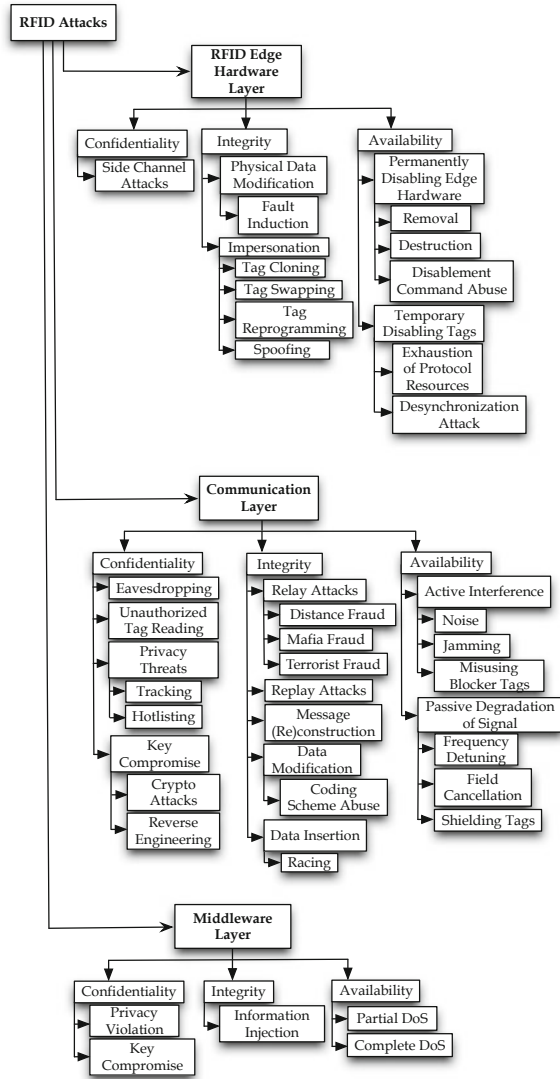 RFID Attacks
RFID Edge
Hardware
Layer
Confidentiality
Side Channel
Attacks
Integrity
Physical Data
Modification
Fault
Induction
Impersonation
Tag Cloning
Tag Swapping
Tag
Reprogramming
Spoofing
Availability
Permanently
Disabling Edge
Hardware
Removal
Destruction
Disablement
Command Abuse
Temporary
Disabling Tags
Exhaustion
of Protocol
Resources
Desynchronization
Attack
Communication
Layer
Confidentiality
Eavesdropping
Unauthorized
Tag Reading
Privacy
Threats
Tracking
Hotlisting
Key
Compromise
Crypto
Attacks
Reverse
Engineering
Integrity
Relay Attacks
Distance Fraud
Mafia Fraud
Terrorist Fraud
Replay Attacks
Message
(Re)construction
Data
Modification
Coding
Scheme Abuse
Data Insertion
Racing
Availability
Active Interference
Noise
Jamming
Misusing
Blocker Tags
Passive Degradation
of Signal
Frequency
Detuning
Field
Cancellation
Shielding Tags
Middleware
Layer
Confidentiality
Privacy
Violation
Key
Compromise
Integrity
Information
Injection
Availability
Partial DoS
Complete DoS